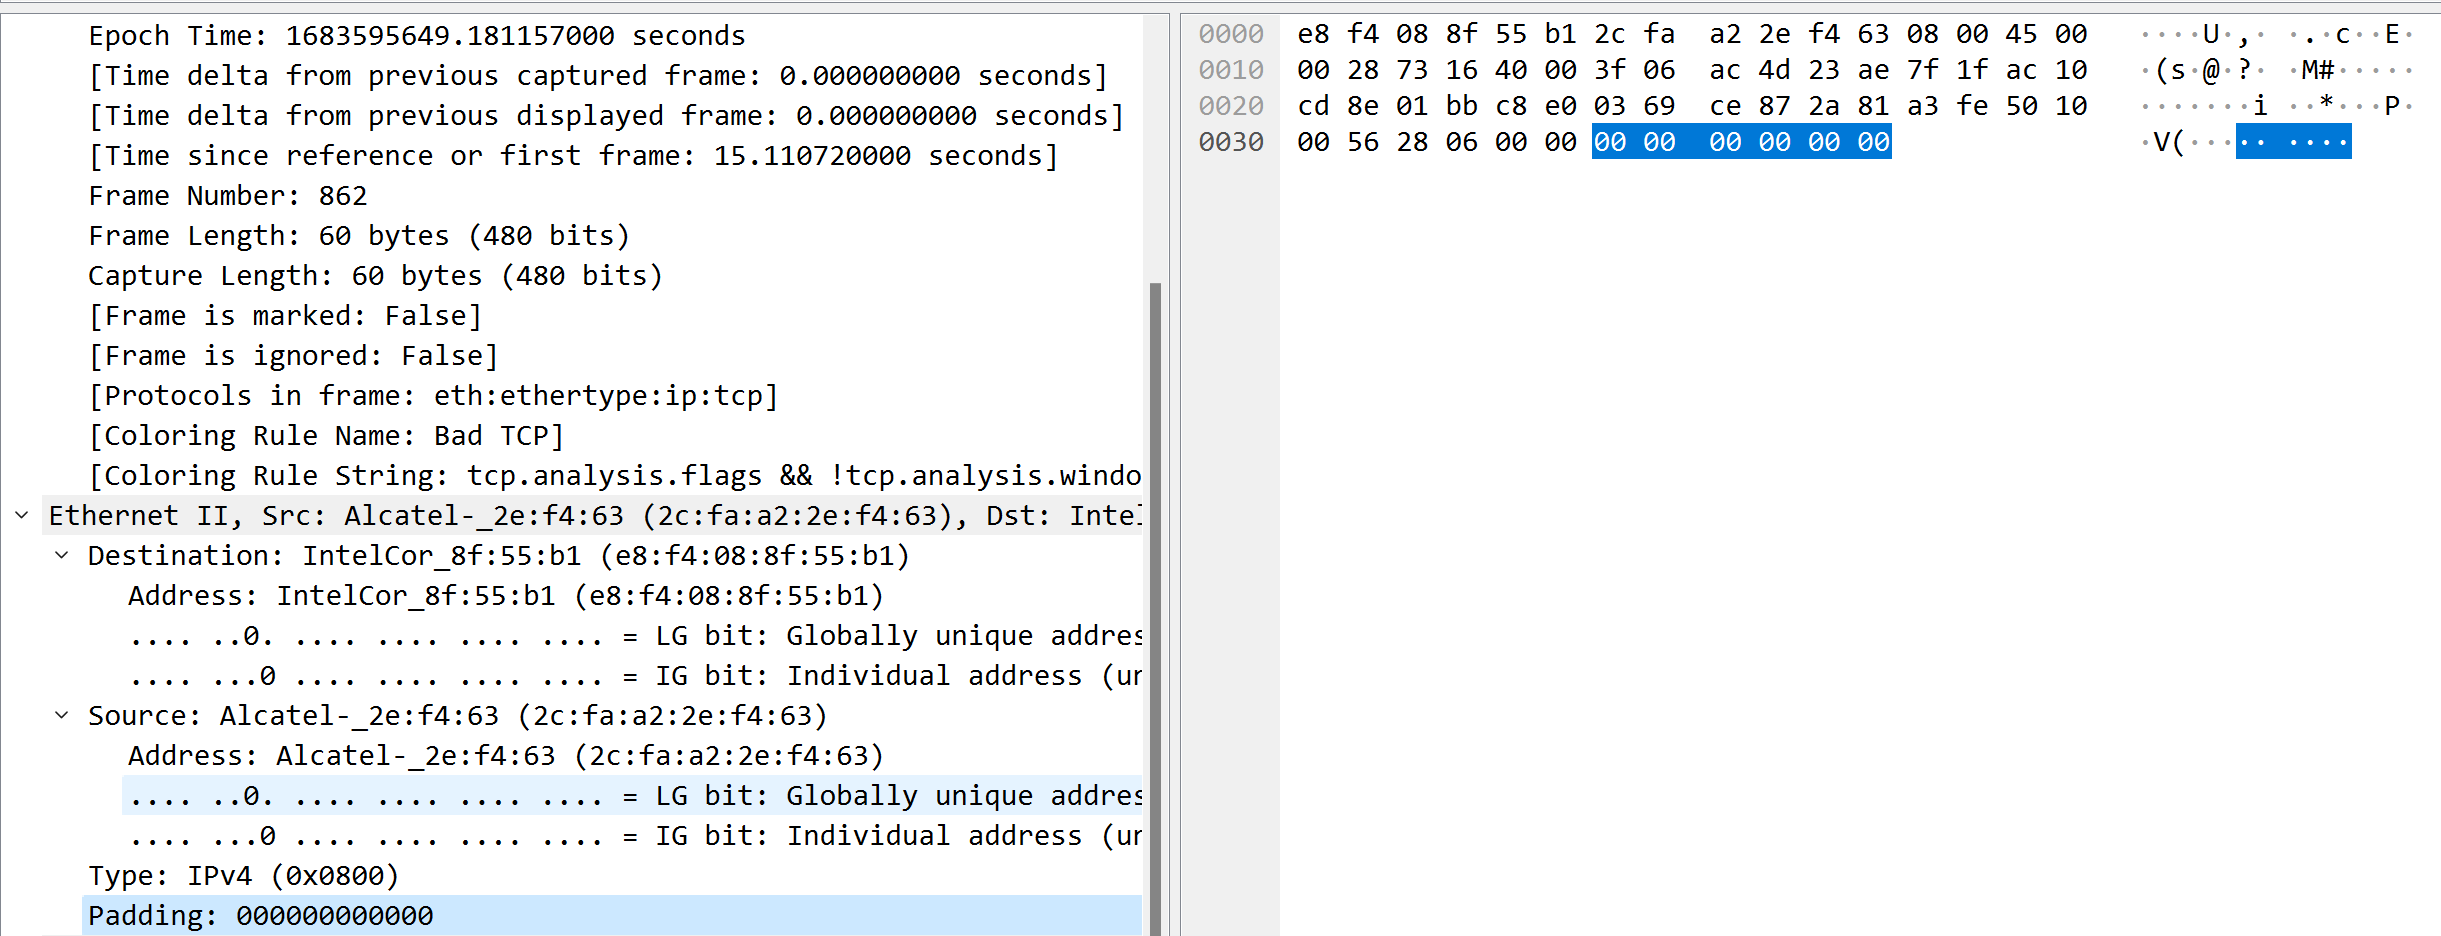 Epoch Time: 1683595649.181157000 seconds
[Time delta from previous captured frame: 0.000000000 seconds]
[Time delta from previous displayed frame: 0.000000000 seconds]
[Time since reference or first frame: 15.110720000 seconds]
Frame Number: 862
Frame Length: 60 bytes (480 bits)
Capture Length: 60 bytes (480 bits)
[Frame is marked: False]
[Frame is ignored: False]
[Protocols in frame: eth:ethertype:ip:tcp]
[Coloring Rule Name: Bad TCP]
[Coloring Rule String: tcp.analysis.flags && !tcp.analysis.windo
Ethernet II, Src: Alcatel-_2e:f4:63 (2c:fa:a2:2e:f4:63), Dst: Intel
Destination: IntelCor_8f:55:b1 (e8:f4:08:8f:55:b1)
Address: IntelCor_8f:55:b1 (e8:f4:08:8f:55:b1)
.... ..0. .... .... .... .... = LG bit: Globally unique addres
.... ...0 .... .... .... .... = IG bit: Individual address (un
Source: Alcatel-_2e:f4:63 (2c:fa:a2:2e:f4:63)
Address: Alcatel-_2e:f4:63 (2c:fa:a2:2e:f4:63)
.... ..0. .... .... .... .... = LG bit: Globally unique addres
.... ...0 .... .... .... .... = IG bit: Individual address (un
Type: IPv4 (0x0800)
Padding: 000000000000
0000 e8 f4 08 8f 55 b1 2c fa a2 2e f4 63 08 00 45 00 ····U·,· ·.·c··E·
0010 00 28 73 16 40 00 3f 06 ac 4d 23 ae 7f 1f ac 10 ·(s·@·?· ·M#·····
0020 cd 8e 01 bb c8 e0 03 69 ce 87 2a 81 a3 fe 50 10 ·······i ··*···P·
0030 00 56 28 06 00 00 00 00 00 00 00 00 ·V(····· ····